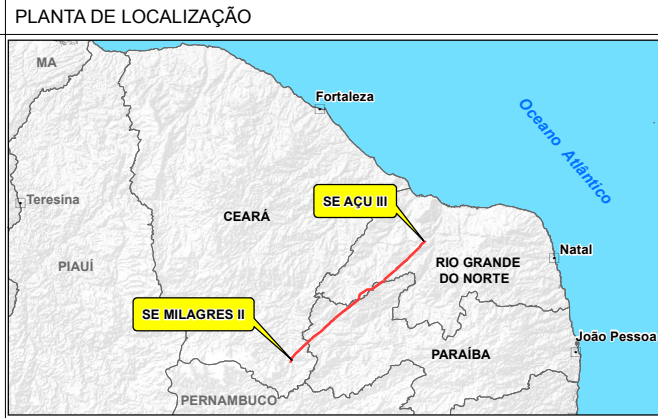 PLANTA DE LOCALIZAÇÃO
MA
Fortaleza
Oceano Atlântico
Teresina
SE AÇU III
CEARÁ
Natal
PIAUÍ
RIO GRANDE
DO NORTE
SE MILAGRES II
João Pessoa
PARAÍBA
PERNAMBUCO